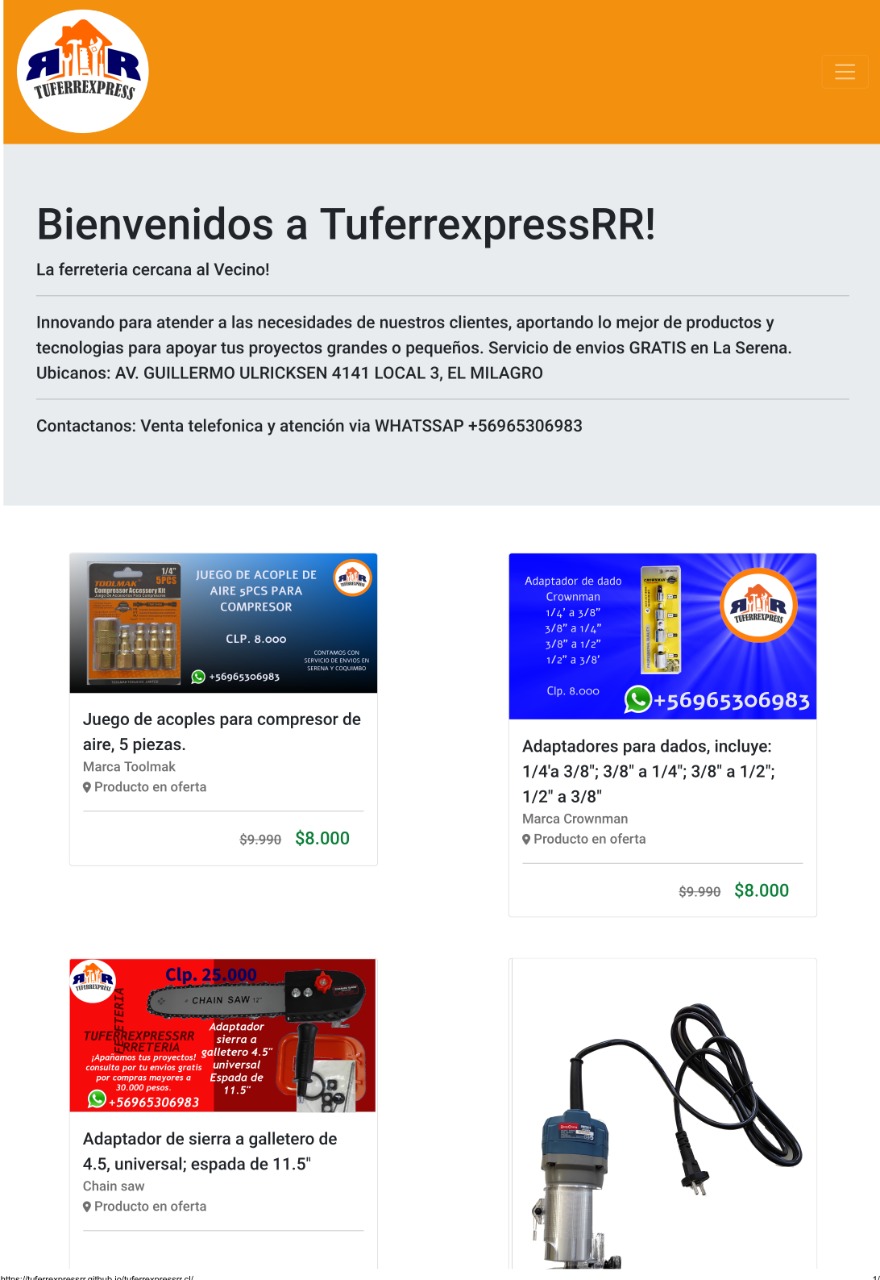 RR
TUFERREXPRESS
Bienvenidos a TuferrexpressRR!
La ferreteria cercana al Vecino!
Innovando para atender a las necesidades de nuestros clientes, aportando lo mejor de productos y
tecnologias para apoyar tus proyectos grandes o pequeños. Servicio de envios GRATIS en La Serena.
Ubicanos: AV. GUILLERMO ULRICKSEN 4141 LOCAL 3, EL MILAGRO
Contactanos: Venta telefonica y atención via WHATSSAP +56965306983
TOOLMAK
1/4"
5PCS
Compressor Accessory Kit
JUEGO DE ACOPLE DE
AIRE 5PCS PARA
COMPRESOR
CLP. 8.000
CONTAMOS CON
SERVICIO DE ENVIOS EN
SERENA Y COQUIMBO
+56965306983
Juego de acoples para compresor de
aire, 5 piezas.
Marca Toolmak
Producto en oferta
$9.990 $8.000
Adaptador de dado
Crownman
1/4' a 3/8"
3/8" a 1/4"
3/8" a 1/2"
1/2" a 3/8'
Clp. 8.000
RR
TUFERREXPRESS
+56965306983
Adaptadores para dados, incluye:
1/4'a 3/8"; 3/8" a 1/4"; 3/8" a 1/2";
1/2" a 3/8"
Marca Crownman
Producto en oferta
$9.990 $8.000
RR
TUFERREXPRESS
Clp. 25.000
CHAIN SAW 12"
FERRETERIA
TUFERREXPRESSRR
FERRETERIA
¡Apañamos tus proyectos!
consulta por tu envios gratis
por compras mayores a
30.000 pesos.
+56965306983
Adaptador
sierra a
galletero 4.5"
universal
Espada de
11.5"
Adaptador de sierra a galletero de
4.5, universal; espada de 11.5"
Chain saw
Producto en oferta
https://tuferrexpressrr.github.io/tuferrexpressrr.cl/
1/